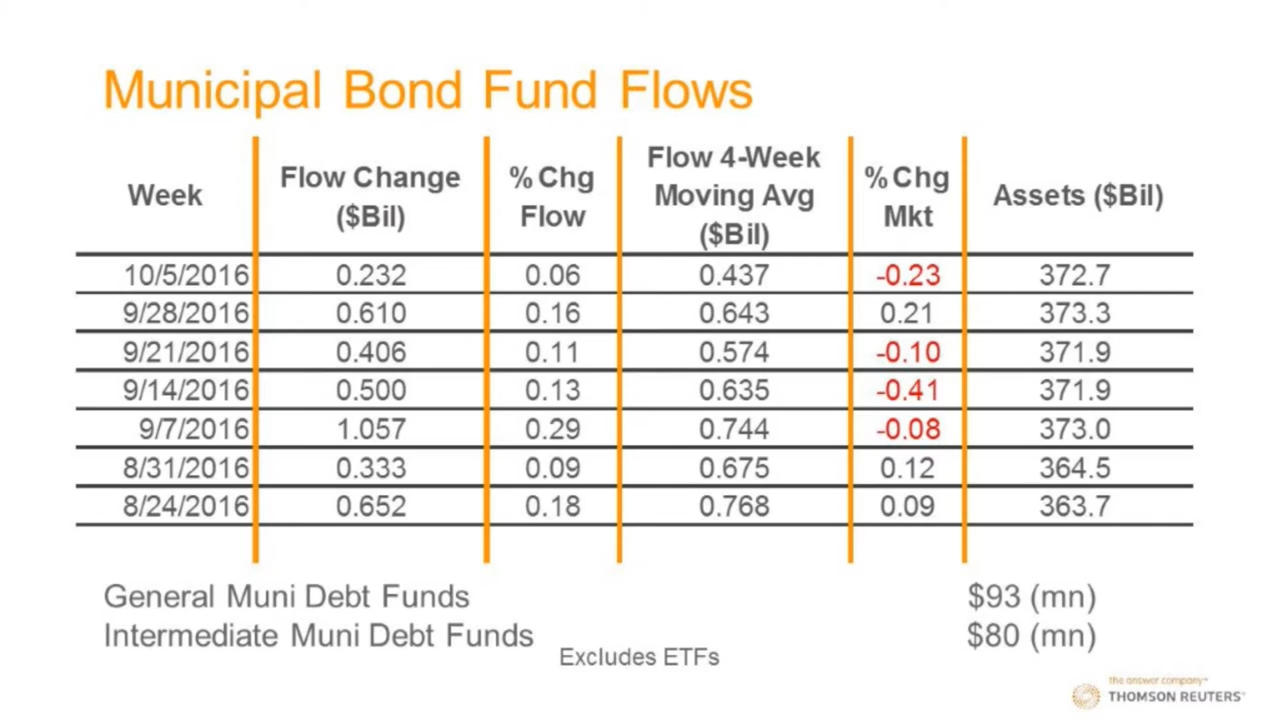 Municipal Bond Fund Flows
Week Flow Change ($Bil) % Chg Flow Flow 4-Week Moving Avg ($Bil) % Chg Mkt Assets ($Bil)
10/5/2016 0.232 0.06 0.437 -0.23 372.7
9/28/2016 0.610 0.16 0.643 0.21 373.3
9/21/2016 0.406 0.11 0.574 -0.10 371.9
9/14/2016 0.500 0.13 0.635 -0.41 371.9
9/7/2016 1.057 0.29 0.744 -0.08 373.0
8/31/2016 0.333 0.09 0.675 0.12 364.5
8/24/2016 0.652 0.18 0.768 0.09 363.7
General Muni Debt Funds $93 (mn)
Intermediate Muni Debt Funds $80 (mn)
Excludes ETFs
the answer company™
THOMSON REUTERS®